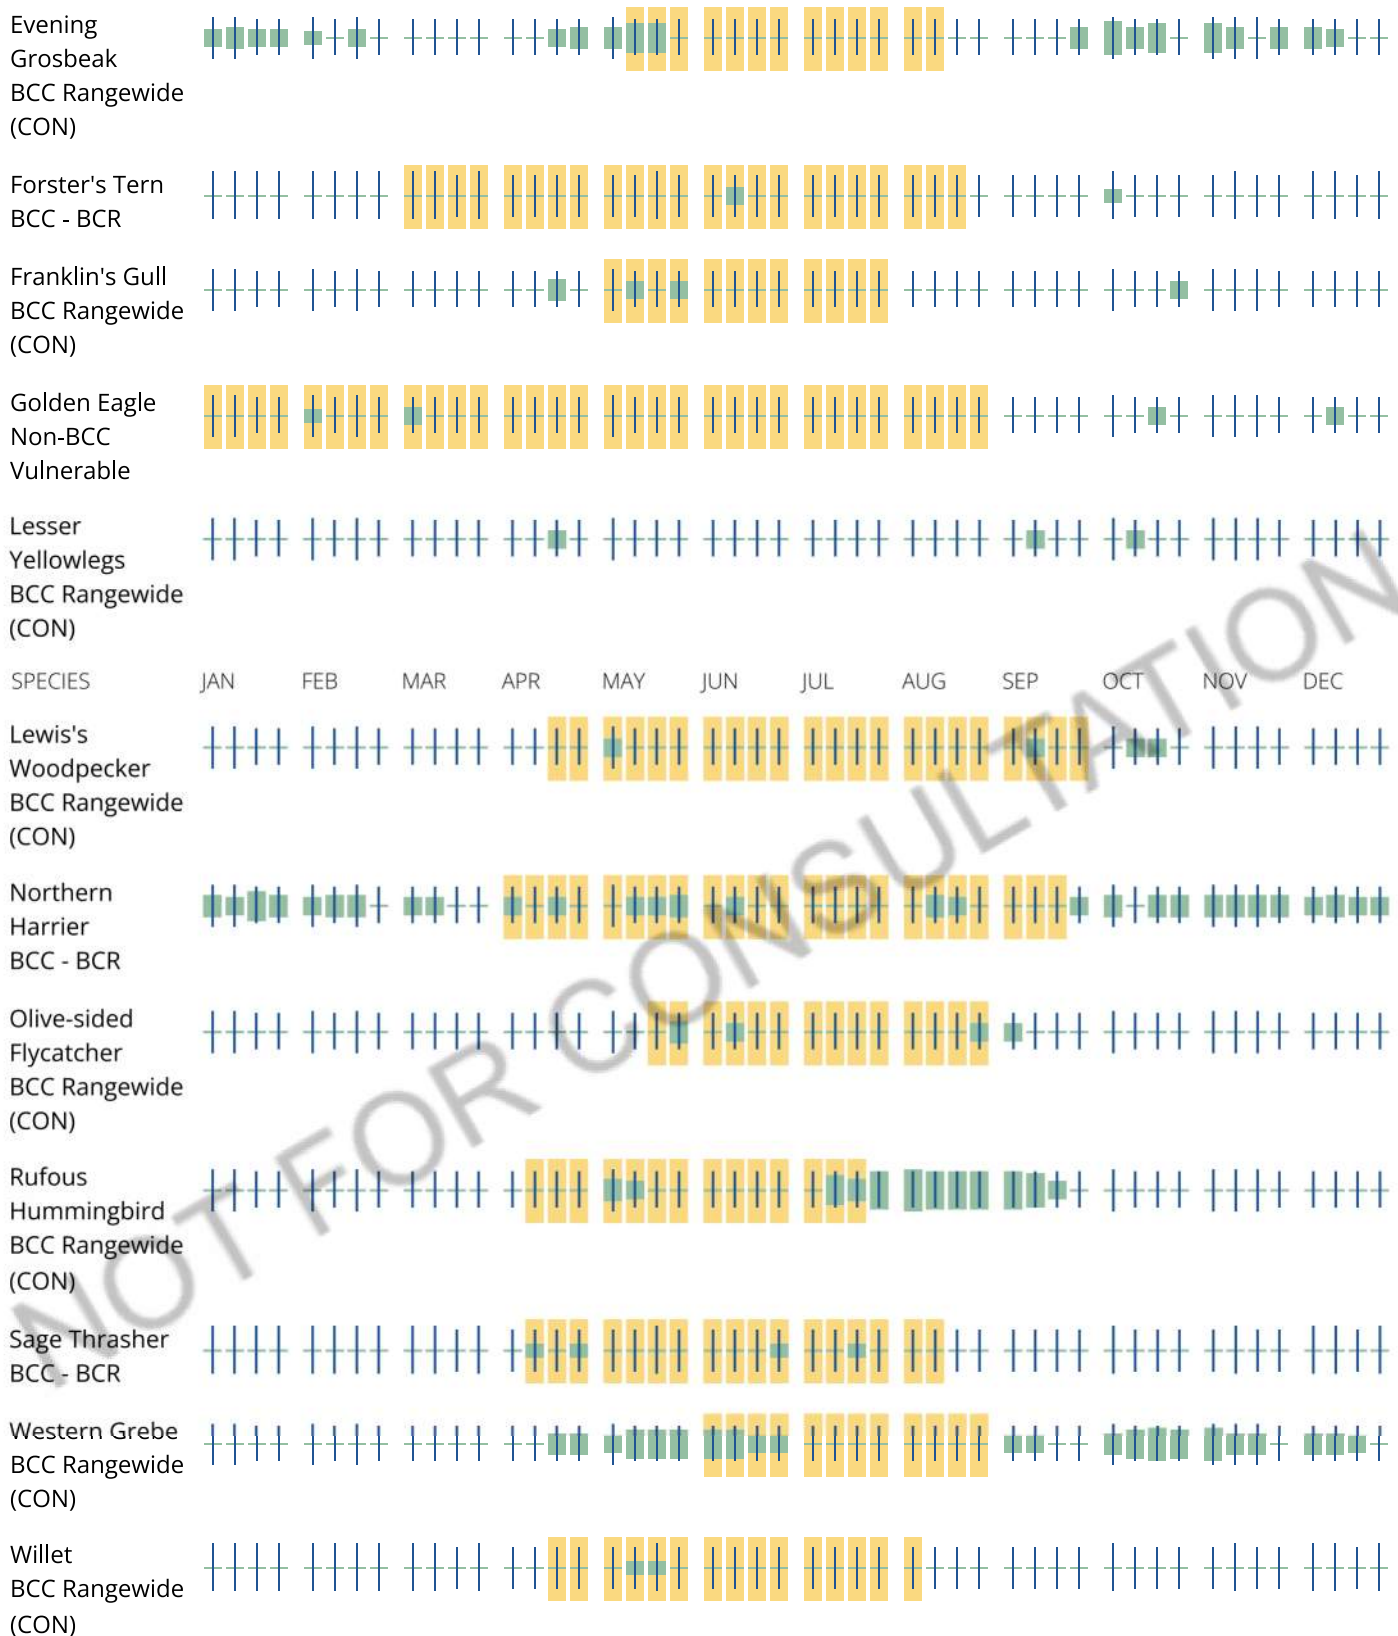 Evening
Grosbeak
BCC Rangewide
(CON)
Forster's Tern
BCC - BCR
Franklin's Gull
BCC Rangewide
(CON)
Golden Eagle
Non-BCC
Vulnerable
Lesser
Yellowlegs
BCC Rangewide
(CON)
SPECIES JAN FEB MAR APR MAY JUN JUL AUG SEP OCT NOV DEC
Lewis's
Woodpecker
BCC Rangewide
(CON)
Northern
Harrier
BCC - BCR
Olive-sided
Flycatcher
BCC Rangewide
(CON)
Rufous
Hummingbird
BCC Rangewide
(CON)
Sage Thrasher
BCC - BCR
Western Grebe
BCC Rangewide
(CON)
Willet
BCC Rangewide
(CON)
NOT FOR CONSULTATION